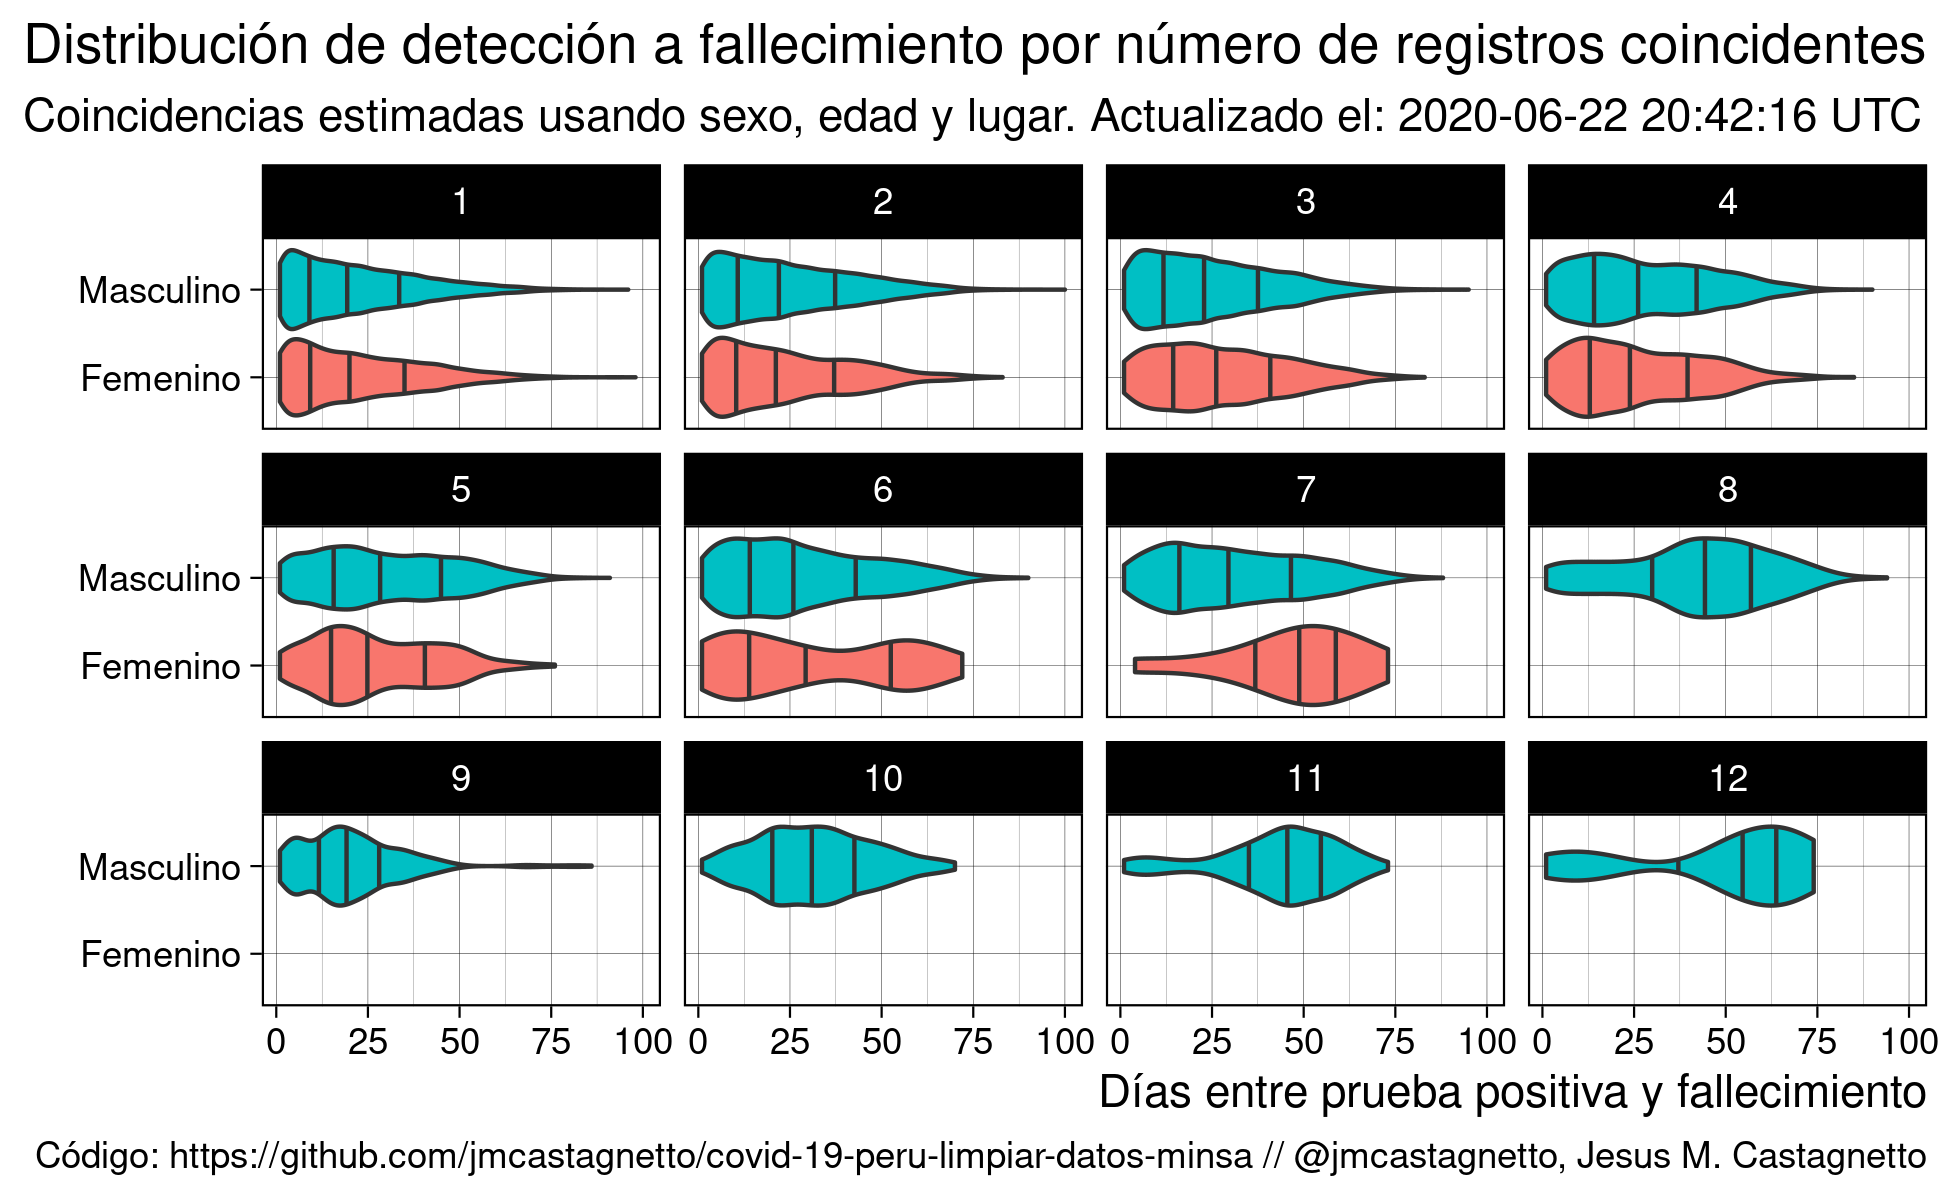 Distribución de detección a fallecimiento por número de registros coincidentes
Coincidencias estimadas usando sexo, edad y lugar. Actualizado el: 2020-06-22 20:42:16 UTC
1 2 3 4
Masculino
Femenino
5 6 7 8
Masculino
Femenino
9 10 11 12
Masculino
Femenino
0 25 50 75 100 0 25 50 75 100 0 25 50 75 100 0 25 50 75 100
Días entre prueba positiva y fallecimiento
Código: https://github.com/jmcastagnetto/covid-19-peru-limpiar-datos-minsa // @jmcastagnetto, Jesus M. Castagnetto